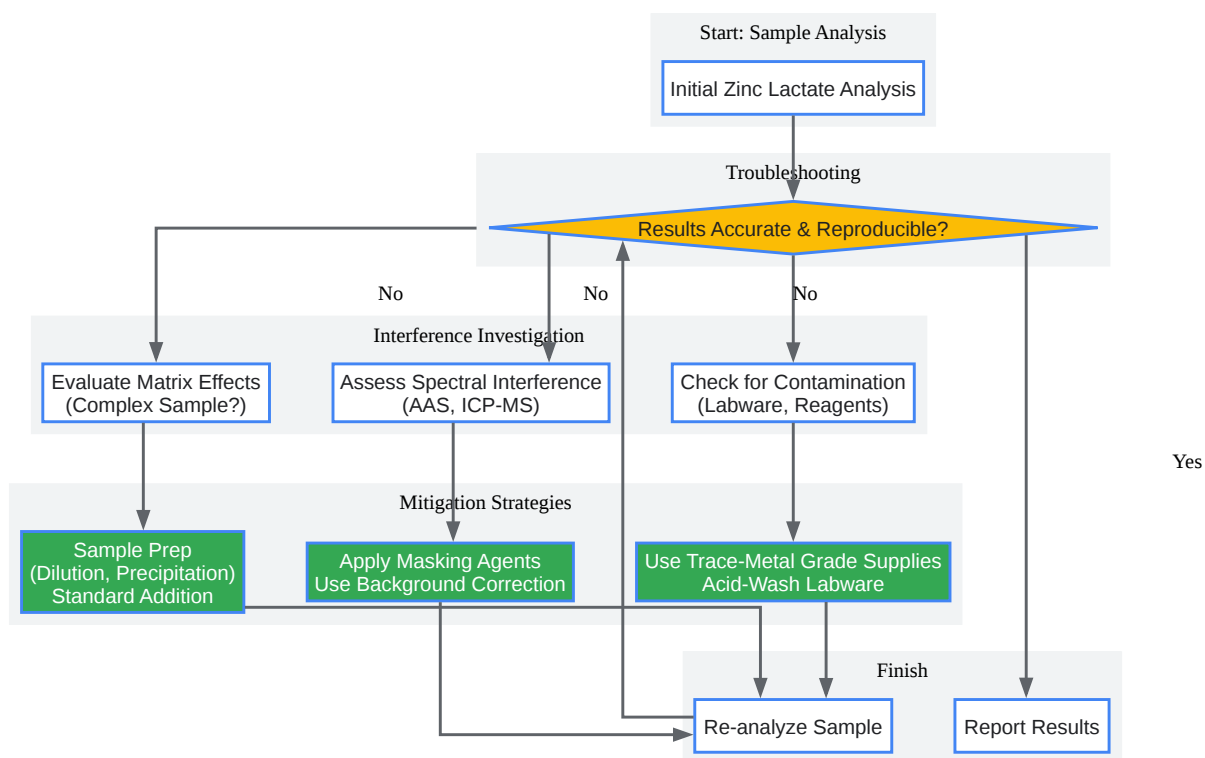 Start: Sample Analysis
Initial Zinc Lactate Analysis
Troubleshooting
Results Accurate & Reproducible?
No
No
No
Interference Investigation
Evaluate Matrix Effects
(Complex Sample?)
Assess Spectral Interference
(AAS, ICP-MS)
Check for Contamination
(Labware, Reagents)
Yes
Mitigation Strategies
Sample Prep
(Dilution, Precipitation)
Standard Addition
Apply Masking Agents
Use Background Correction
Use Trace-Metal Grade Supplies
Acid-Wash Labware
Finish
Re-analyze Sample
Report Results